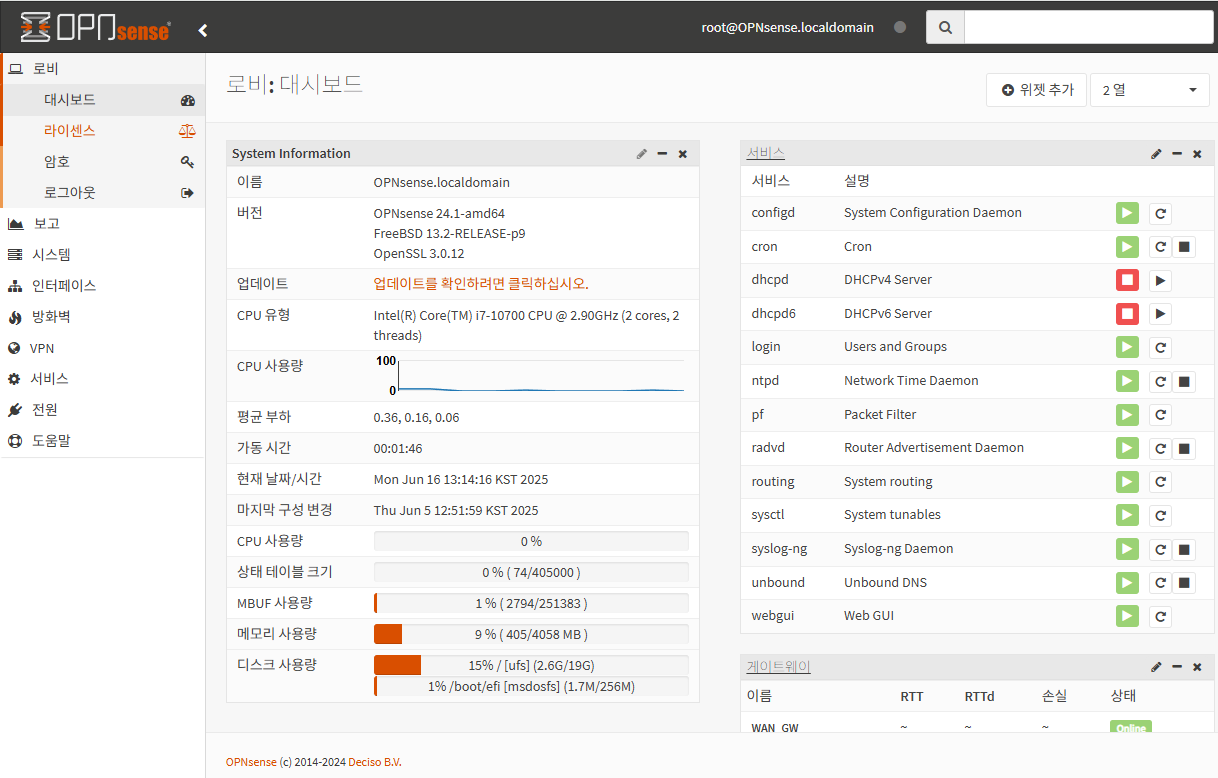 OPNsense
root@OPNsense.localdomain
로비
대시보드
라이센스
암호
로그아웃
보고
시스템
인터페이스
방화벽
VPN
서비스
전원
도움말
로비: 대시보드
위젯 추가
2 열
System Information
이름 OPNsense.localdomain
버전 OPNsense 24.1-amd64
FreeBSD 13.2-RELEASE-p9
OpenSSL 3.0.12
업데이트 업데이트를 확인하려면 클릭하십시오.
CPU 유형 Intel(R) Core(TM) i7-10700 CPU @ 2.90GHz (2 cores, 2
threads)
CPU 사용량 100
0
평균 부하 0.36, 0.16, 0.06
가동 시간 00:01:46
현재 날짜/시간 Mon Jun 16 13:14:16 KST 2025
마지막 구성 변경 Thu Jun 5 12:51:59 KST 2025
CPU 사용량 0 %
상태 테이블 크기 0 % ( 74/405000 )
MBUF 사용량 1 % ( 2794/251383 )
메모리 사용량 9 % ( 405/4058 MB )
디스크 사용량 15% / [ufs] (2.6G/19G)
1% /boot/efi [msdosfs] (1.7M/256M)
서비스
서비스 설명
configd System Configuration Daemon
cron Cron
dhcpd DHCPv4 Server
dhcpd6 DHCPv6 Server
login Users and Groups
ntpd Network Time Daemon
pf Packet Filter
radvd Router Advertisement Daemon
routing System routing
sysctl System tunables
syslog-ng Syslog-ng Daemon
unbound Unbound DNS
webgui Web GUI
게이트웨이
이름 RTT RTTd 손실 상태
WAN_GW ~ ~ ~ Online
OPNsense (c) 2014-2024 Deciso B.V.